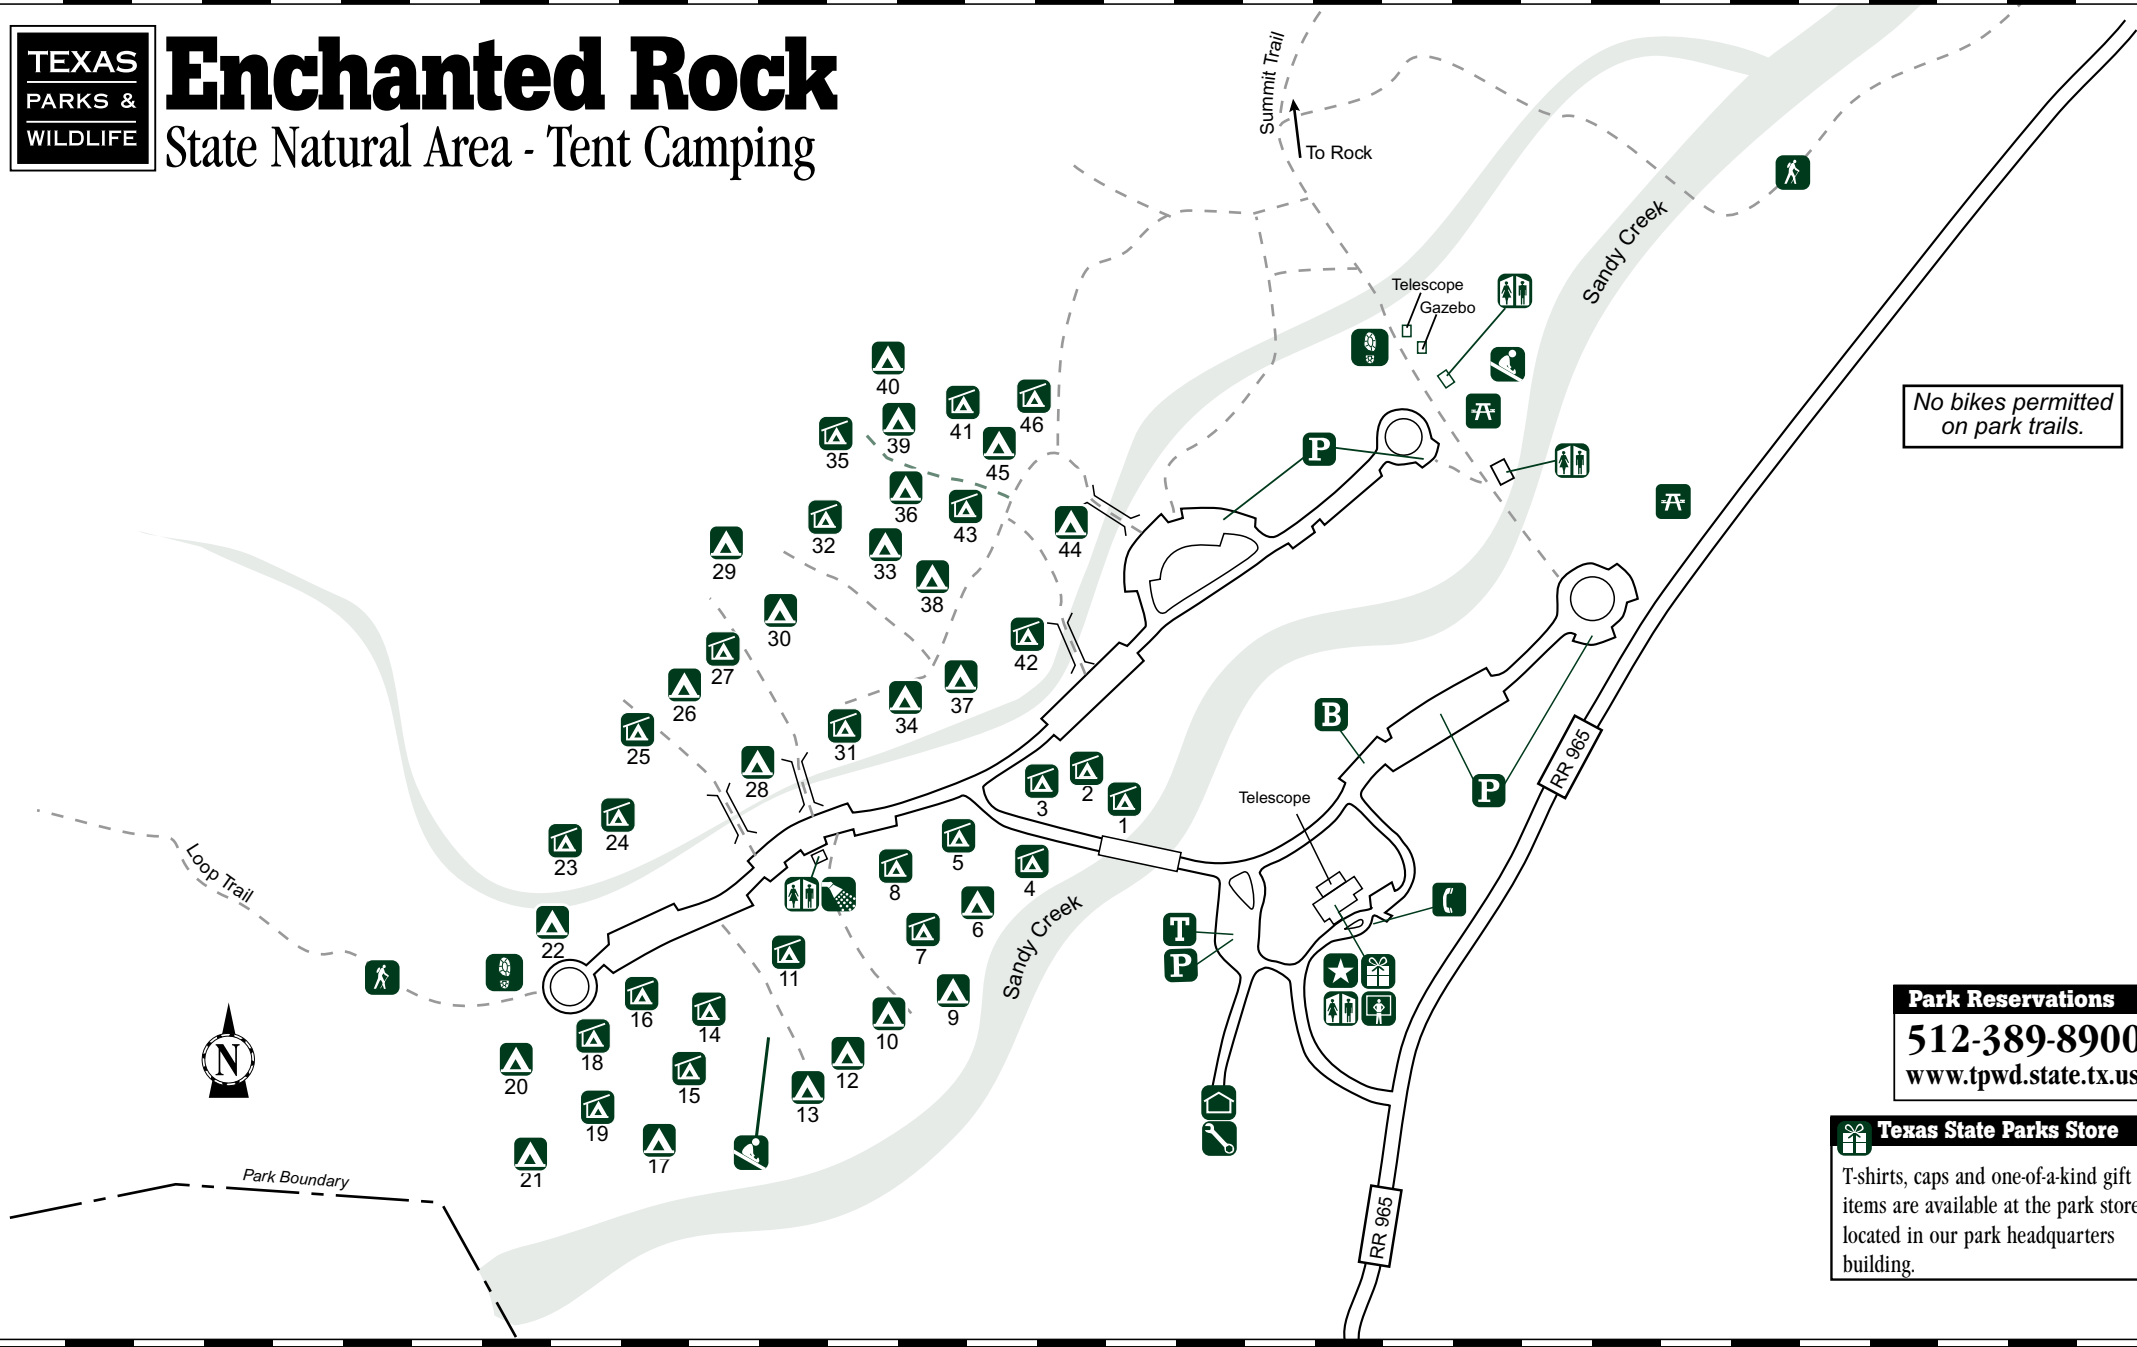 TEXAS
PARKS &
WILDLIFE
Enchanted Rock
State Natural Area - Tent Camping
Summit Trail
To Rock
Sandy Creek
Telescope
Gazebo
No bikes permitted
on park trails.
40
41
46
39
35
45
36
43
32
33
44
29
38
30
42
27
37
26
34
31
25
28
P
B
RR 965
P
Telescope
3
2
1
24
23
5
4
8
Loop Trail
22
6
7
11
Sandy Creek
T
P
16
14
9
10
18
12
20
15
13
19
17
21
N
Park Boundary
RR 965
Park Reservations
512-389-8900
www.tpwd.state.tx.us
Texas State Parks Store
T-shirts, caps and one-of-a-kind gift
items are available at the park store
located in our park headquarters
building.